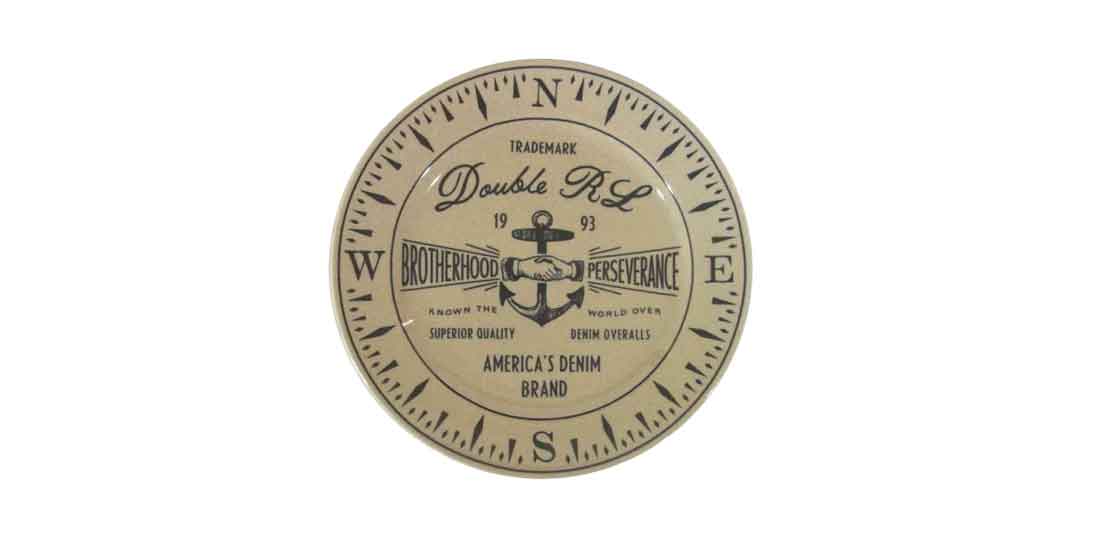 N
TRADEMARK
Double RL
19 93
W BROTHERHOOD PERSEVERANCE E
KNOWN THE WORLD OVER
SUPERIOR QUALITY DENIM OVERALLS
AMERICA'S DENIM
BRAND
S